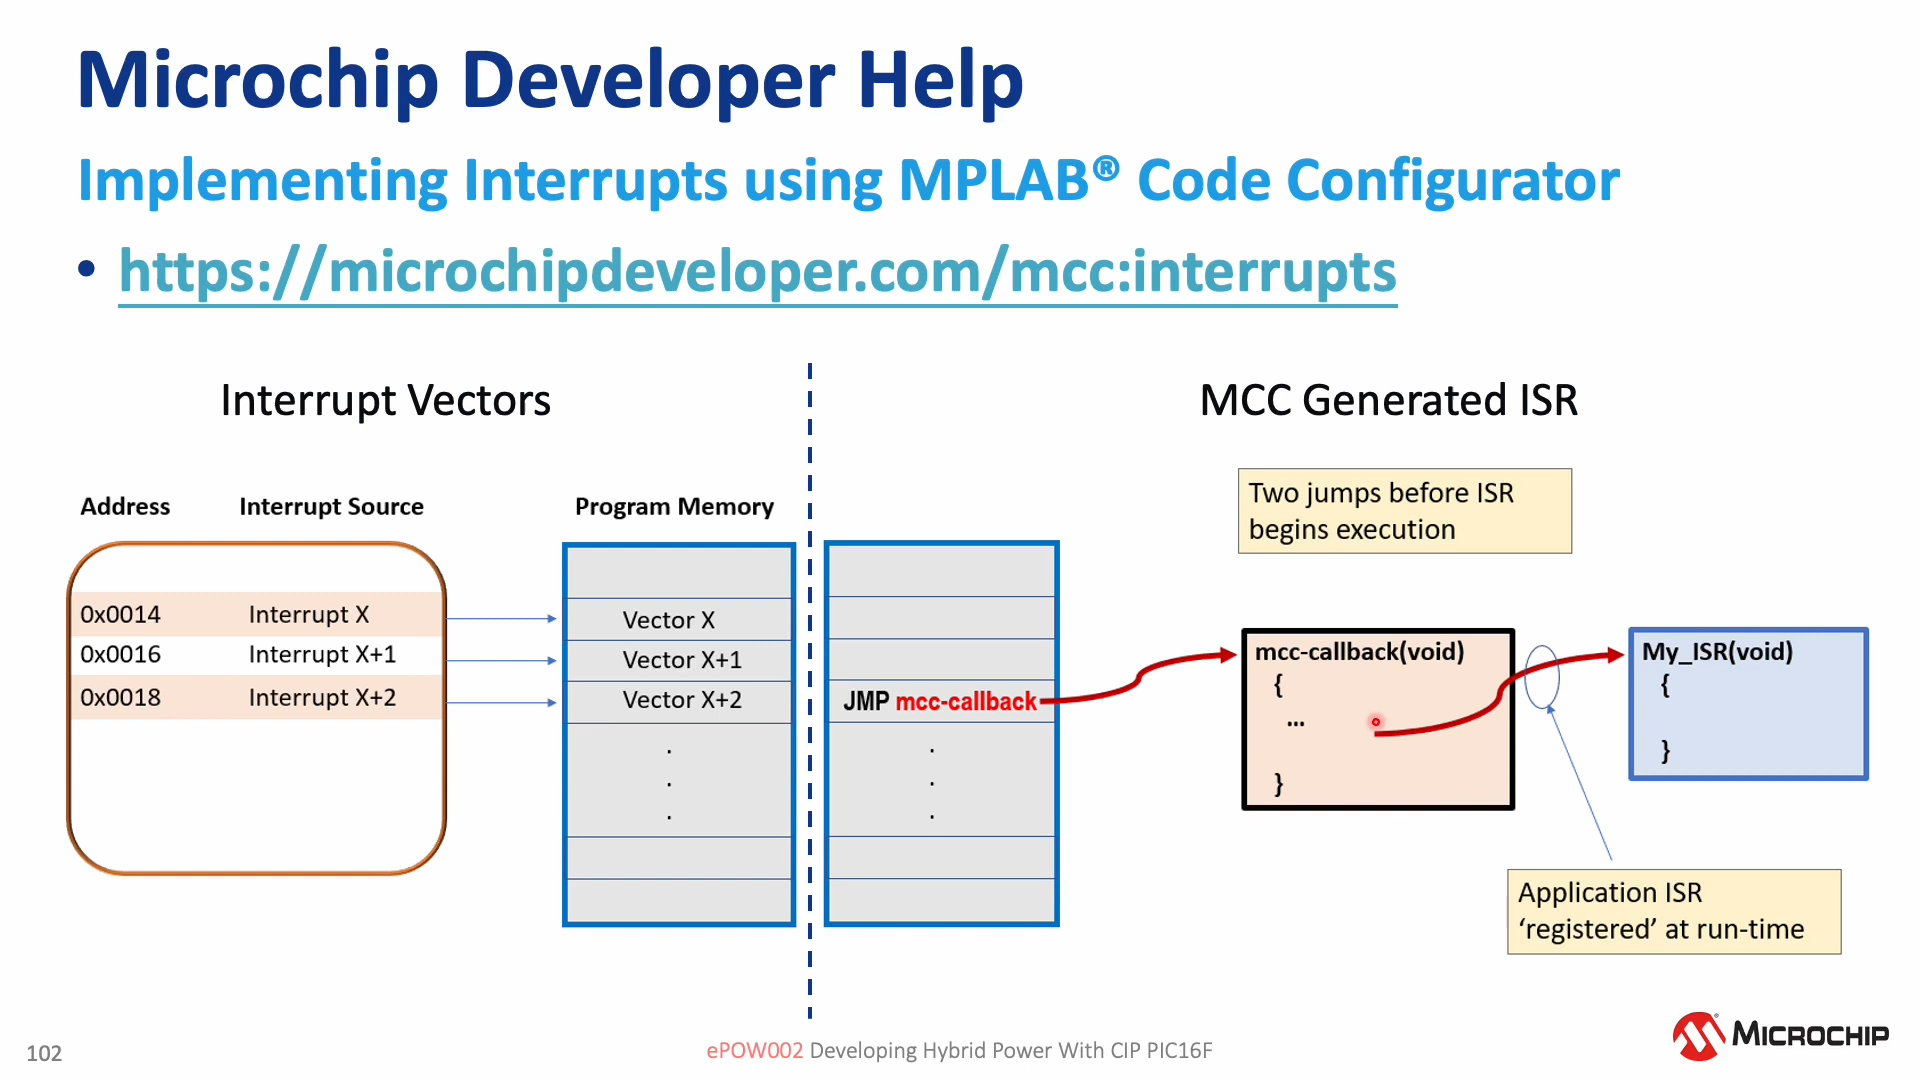 Microchip Developer Help
Implementing Interrupts using MPLAB® Code Configurator
• https://microchipdeveloper.com/mcc:interrupts
Interrupt Vectors
MCC Generated ISR
Two jumps before ISR
begins execution
Address Interrupt Source Program Memory
0x0014 Interrupt X
0x0016 Interrupt X+1
0x0018 Interrupt X+2
Vector X
Vector X+1
Vector X+2
.
.
.
JMP mcc-callback
.
.
.
mcc-callback(void)
{
...
}
My_ISR(void)
{
}
Application ISR
‘registered’ at run-time
102
ePOW002 Developing Hybrid Power With CIP PIC16F
MICROCHIP